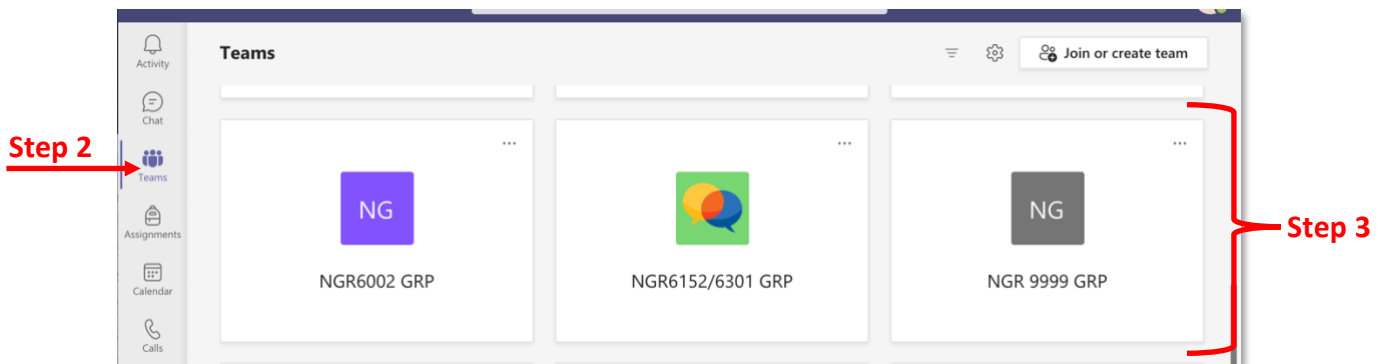 Activity
Teams
Join or create team
Chat
Step 2
Teams
...
...
...
NG
NG
Assignments
Step 3
NGR6002 GRP
NGR6152/6301 GRP
NGR 9999 GRP
Calendar
Calls